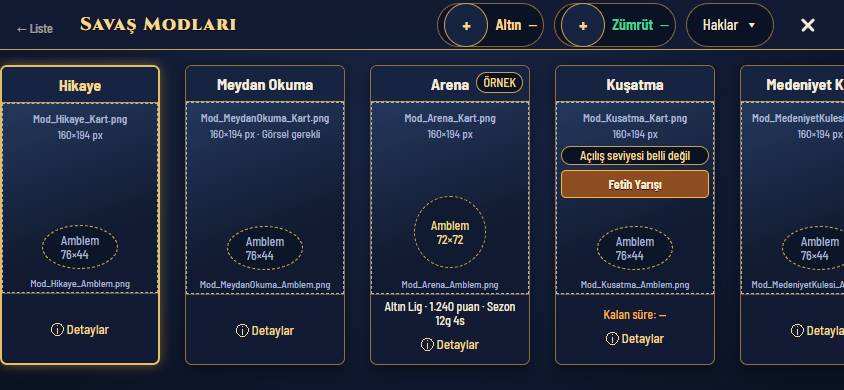 ← Liste
Savaş Modları
+ Altın –
+ Zümrüt –
Haklar
Hikaye
Mod_Hikaye_Kart.png
160×194 px
Amblem
76×44
Mod_Hikaye_Amblem.png
Detaylar
Meydan Okuma
Mod_MeydanOkuma_Kart.png
160×194 px · Görsel gerekli
Amblem
76×44
Mod_MeydanOkuma_Amblem.png
Detaylar
Arena ÖRNEK
Mod_Arena_Kart.png
160×194 px
Amblem
72×72
Mod_Arena_Amblem.png
Altın Lig · 1.240 puan · Sezon
12g 4s
Detaylar
Kuşatma
Mod_Kusatma_Kart.png
160×194 px
Açılış seviyesi belli değil
Fetih Yarışı
Amblem
76×44
Mod_Kusatma_Amblem.png
Kalan süre: –
Detaylar
Medeniyet K
Mod_MedeniyetKulesi
160×194 px
Amblem
76×44
Mod_MedeniyetKulesi_A
Detayla